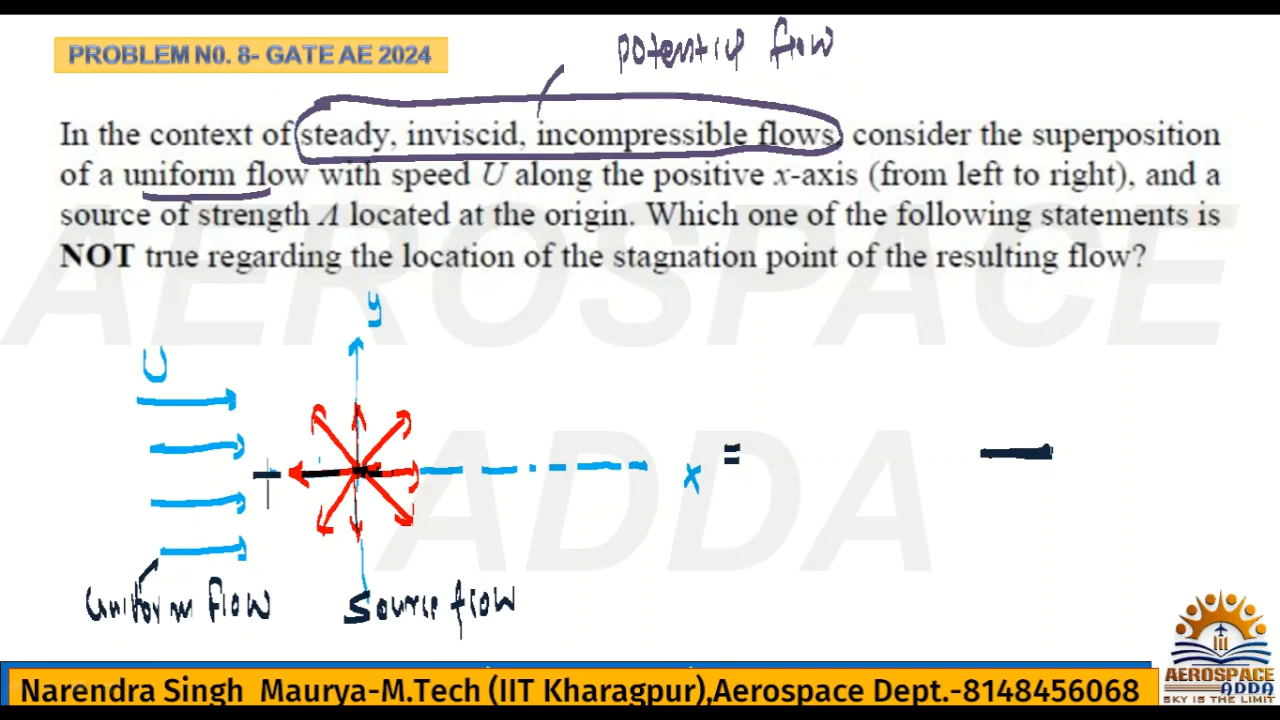 PROBLEM N0. 8- GATE AE 2024
potential flow
In the context of steady, inviscid, incompressible flows, consider the superposition
of a uniform flow with speed U along the positive x-axis (from left to right), and a
source of strength Λ located at the origin. Which one of the following statements is
NOT true regarding the location of the stagnation point of the resulting flow?
AEROSPACE
ADDA
y
U
+
x
=
uniform flow
Source flow
Narendra Singh Maurya-M.Tech (IIT Kharagpur),Aerospace Dept.-8148456068
AEROSPACE
ADDA
SKY IS THE LIMIT